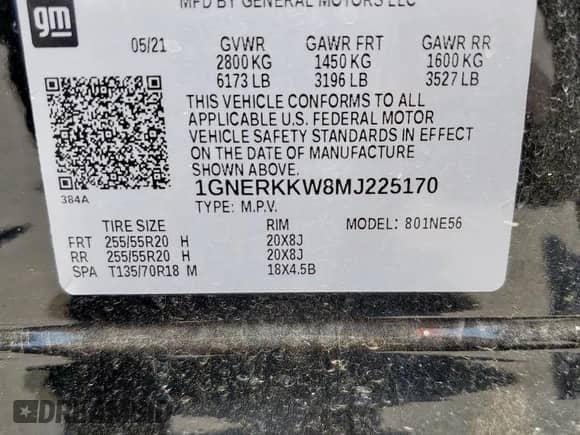 MFD BY GENERAL MOTORS LLC
gm
05/21 GVWR GAWR FRT GAWR RR
2800 KG 1450 KG 1600 KG
6173 LB 3196 LB 3527 LB
THIS VEHICLE CONFORMS TO ALL
APPLICABLE U.S. FEDERAL MOTOR
VEHICLE SAFETY STANDARDS IN EFFECT
ON THE DATE OF MANUFACTURE
SHOWN ABOVE.
384A
1GNERKKW8MJ225170
TYPE: M.P.V.
TIRE SIZE RIM MODEL: 801NE56
FRT 255/55R20 H 20X8J
RR 255/55R20 H 20X8J
SPA T135/70R18 M 18X4.5B